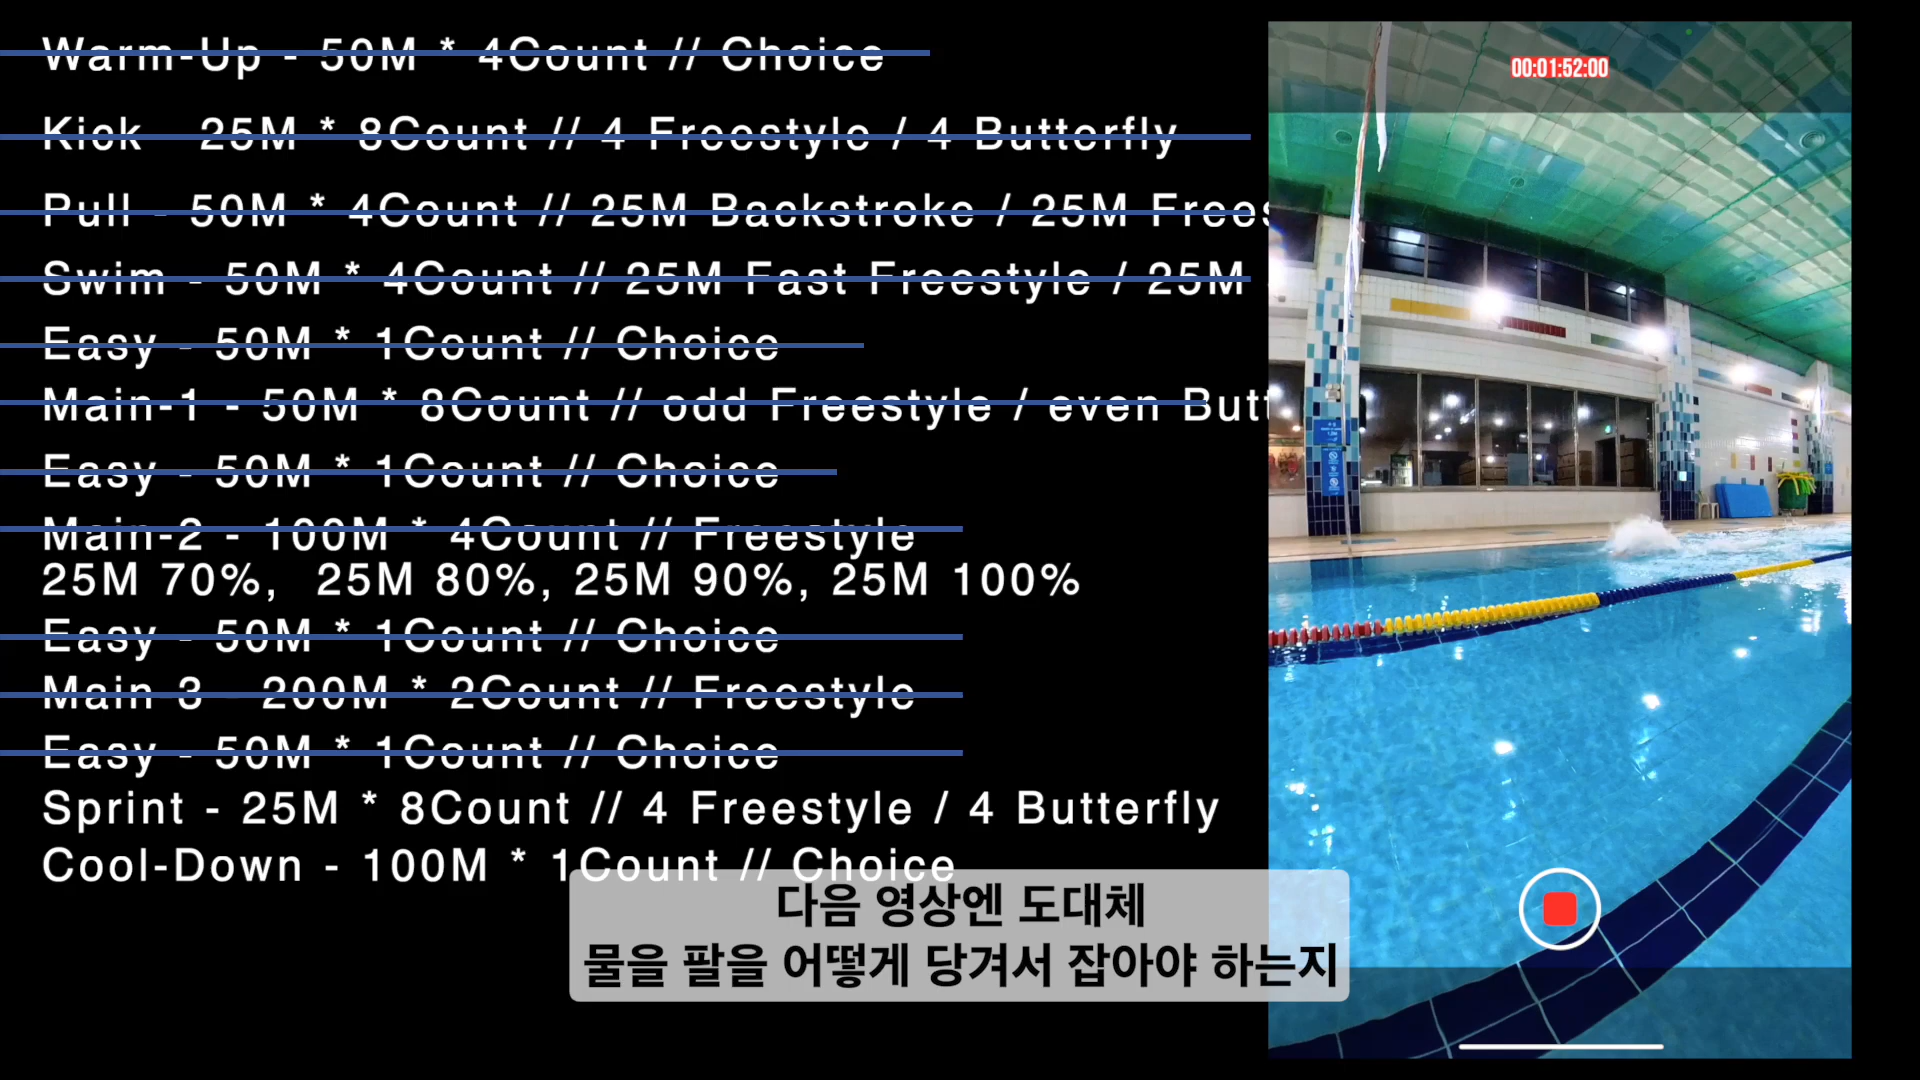 Warm-Up - 50M * 4Count // Choice
Kick - 25M * 8Count // 4 Freestyle / 4 Butterfly
Pull - 50M * 4Count // 25M Backstroke / 25M Frees
Swim - 50M * 4Count // 25M Fast Freestyle / 25M
Easy - 50M * 1Count // Choice
Main-1 - 50M * 8Count // odd Freestyle / even Butt
Easy - 50M * 1Count // Choice
Main-2 - 100M * 4Count // Freestyle
25M 70%, 25M 80%, 25M 90%, 25M 100%
Easy - 50M * 1Count // Choice
Main-3 - 200M * 2Count // Freestyle
Easy - 50M * 1Count // Choice
Sprint - 25M * 8Count // 4 Freestyle / 4 Butterfly
Cool-Down - 100M * 1Count // Choice
00:01:52:00
다음 영상엔 도대체
물을 팔을 어떻게 당겨서 잡아야 하는지